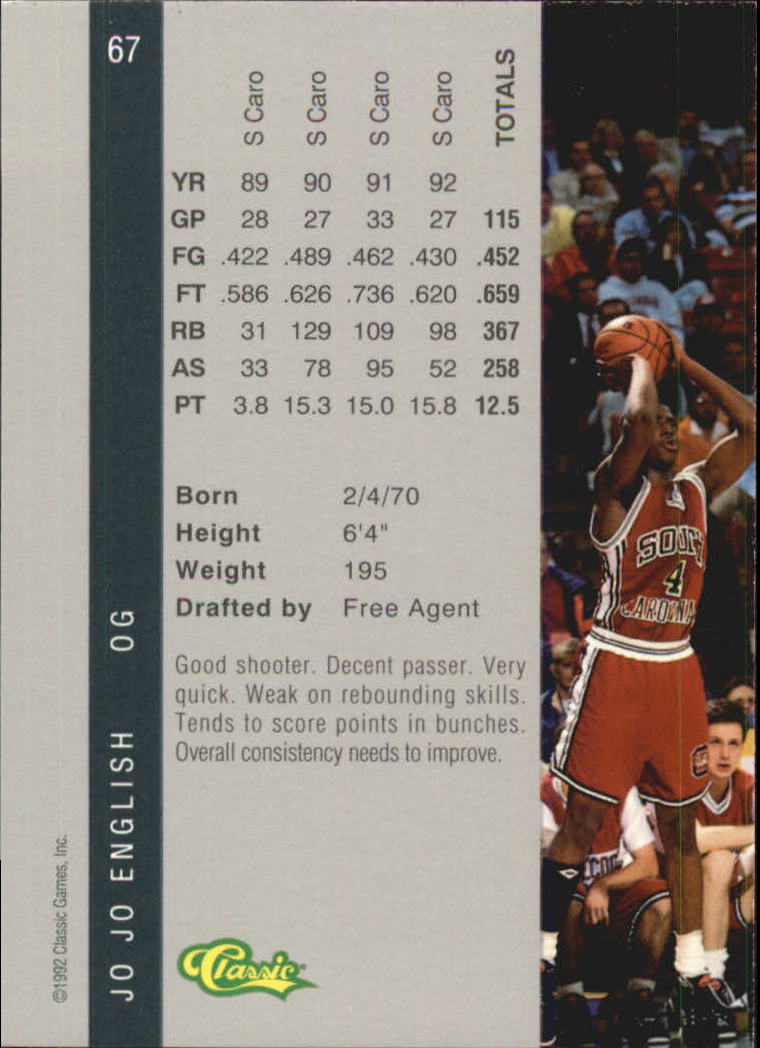 67
S Caro S Caro S Caro S Caro TOTALS
YR 89 90 91 92
GP 28 27 33 27 115
FG .422 .489 .462 .430 .452
FT .586 .626 .736 .620 .659
RB 31 129 109 98 367
AS 33 78 95 52 258
PT 3.8 15.3 15.0 15.8 12.5
Born 2/4/70
Height 6'4"
Weight 195
Drafted by Free Agent
Good shooter. Decent passer. Very
quick. Weak on rebounding skills.
Tends to score points in bunches.
Overall consistency needs to improve.
JO JO ENGLISH OG
©1992 Classic Games, Inc.
Classic
4